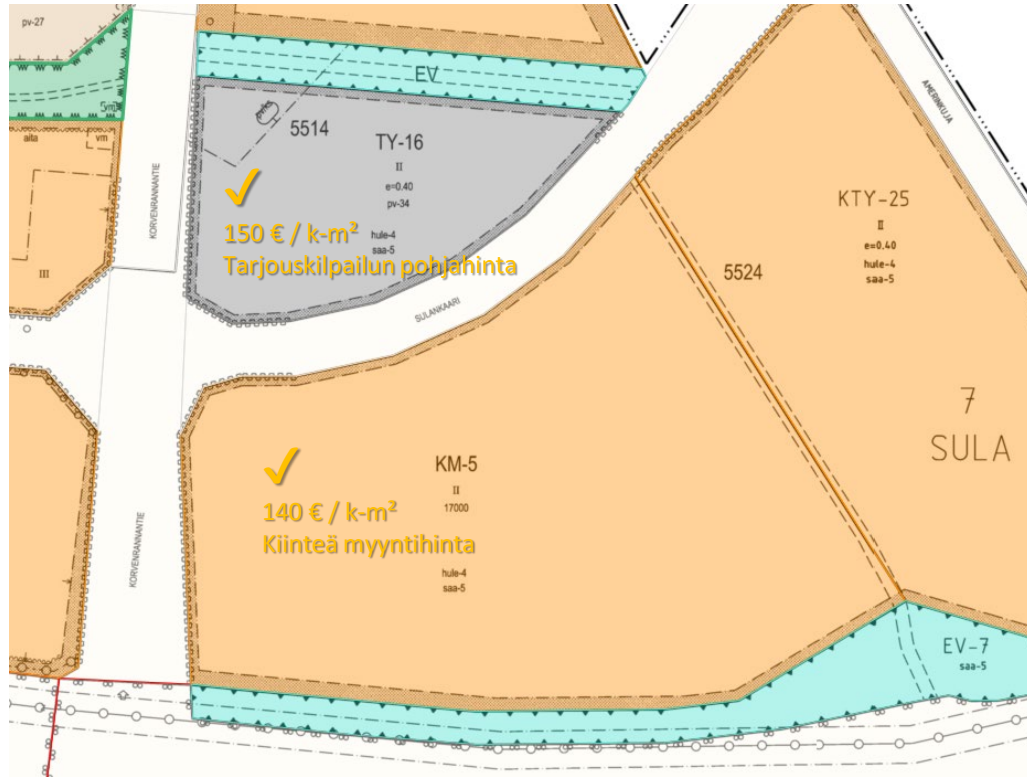 pv-27
EV
5m
aita
vm
5514
TY-16
II
e=0.40
pv-34
hule-4
saa-5
150 € / k-m²
Tarjouskilpailun pohjahinta
KORVENRANNANTIE
AMERINKUJA
KTY-25
II
e=0.40
hule-4
saa-5
III
SULANKAARI
5524
7
SULA
KM-5
II
17000
140 € / k-m²
Kiinteä myyntihinta
hule-4
saa-5
KORVENRANNANTIE
EV-7
saa-5